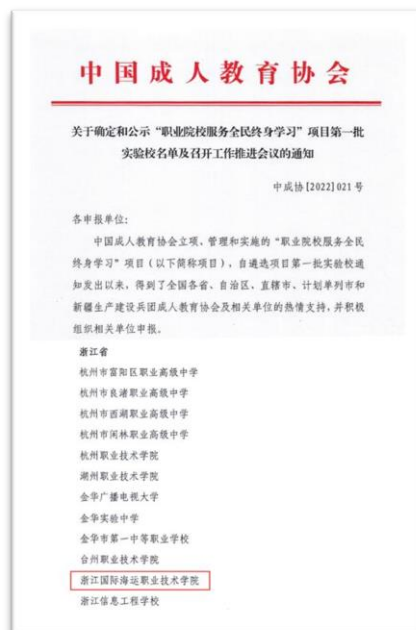 中国成人教育协会
关于确定和公示“职业院校服务全民终身学习”项目第一批
实验校名单及召开工作推进会议的通知
中成协[2022]021号
各申报单位:
中国成人教育协会立项、管理和实施的“职业院校服务全民
终身学习”项目(以下简称项目),自遴选项目第一批实验校通
知发出以来,得到了全国各省、自治区、直辖市、计划单列市和
新疆生产建设兵团成人教育协会及相关单位的热情支持,并积极
组织相关单位申报。
浙江省
杭州市富阳区职业高级中学
杭州市良渚职业高级中学
杭州市西湖职业高级中学
杭州市闲林职业高级中学
杭州职业技术学院
湖州职业技术学院
金华广播电视大学
金华实验中学
金华市第一中等职业学校
台州职业技术学院
浙江国际海运职业技术学院
浙江信息工程学校